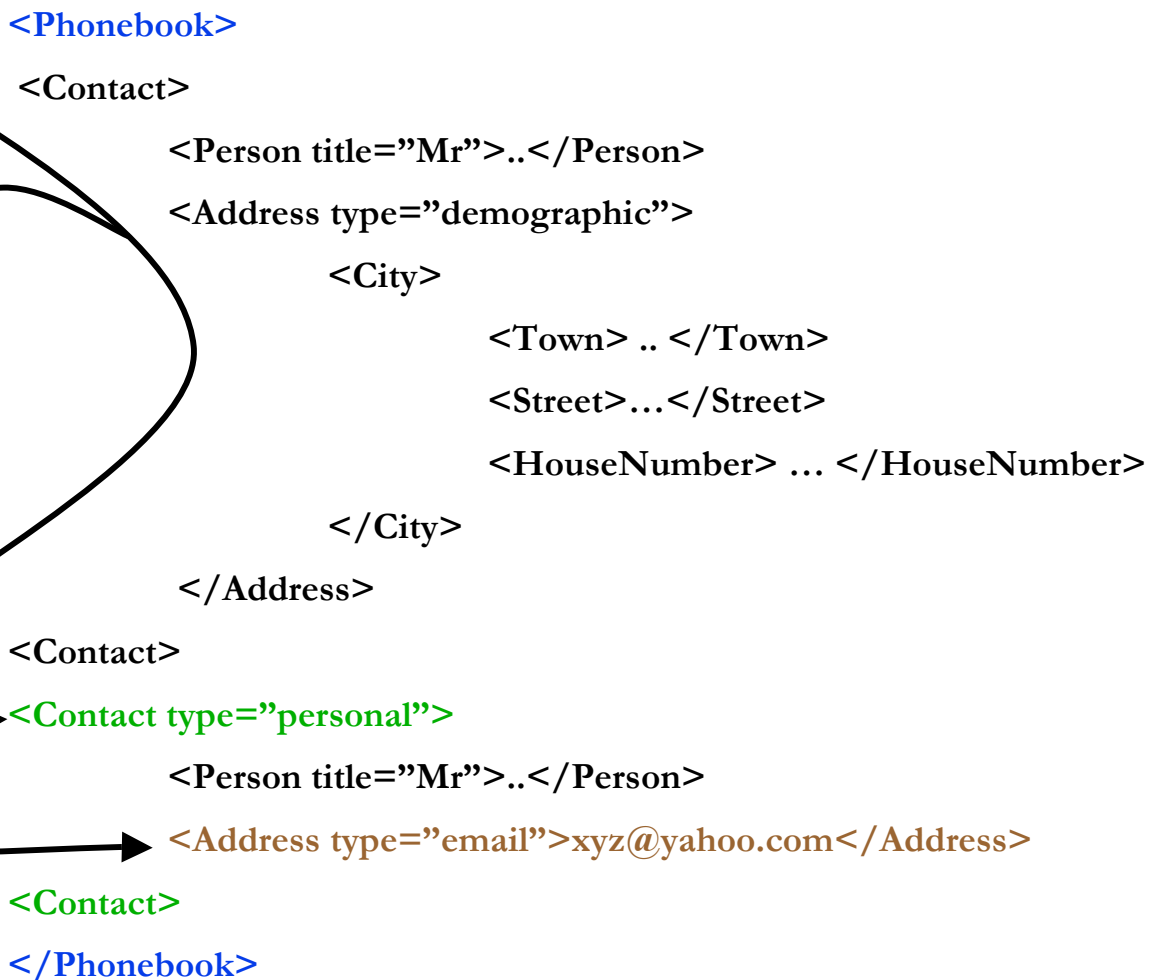 <Phonebook>
<Contact>
<Person title=”Mr”>..</Person>
<Address type=”demographic”>
<City>
<Town> .. </Town>
<Street>…</Street>
<HouseNumber> … </HouseNumber>
</City>
</Address>
<Contact>
<Contact type=”personal”>
<Person title=”Mr”>..</Person>
<Address type=”email”>xyz@yahoo.com</Address>
<Contact>
</Phonebook>